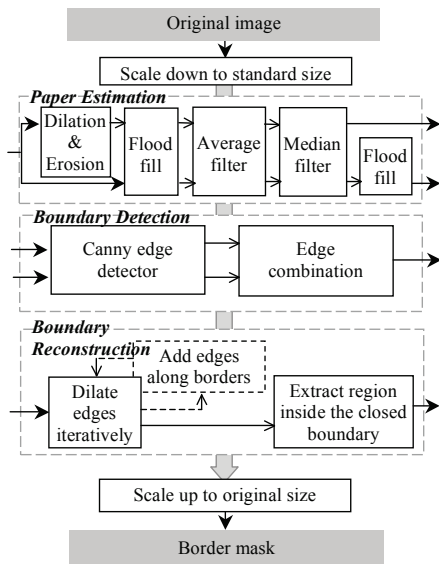 Original image
Scale down to standard size
Paper Estimation
Dilation
&
Erosion
Flood
fill
Average
filter
Median
filter
Flood
fill
Boundary Detection
Canny edge
detector
Edge
combination
Boundary
Reconstruction
Add edges
along borders
Dilate
edges
iteratively
Extract region
inside the closed
boundary
Scale up to original size
Border mask